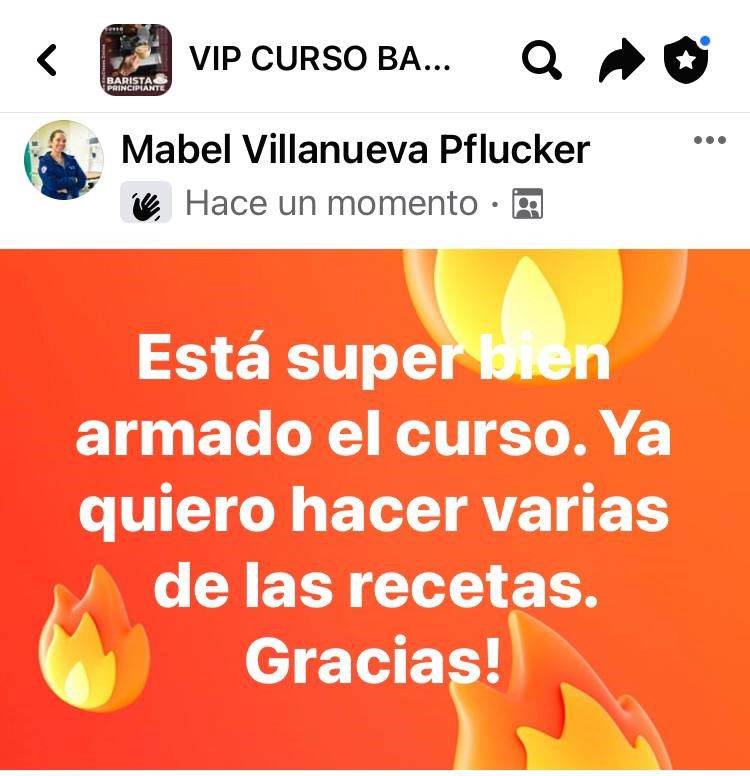 CURSO
BARISTA
PRINCIPIANTE
VIP CURSO BA...
Mabel Villanueva Pflucker
Hace un momento ·
Está super bien
armado el curso. Ya
quiero hacer varias
de las recetas.
Gracias!